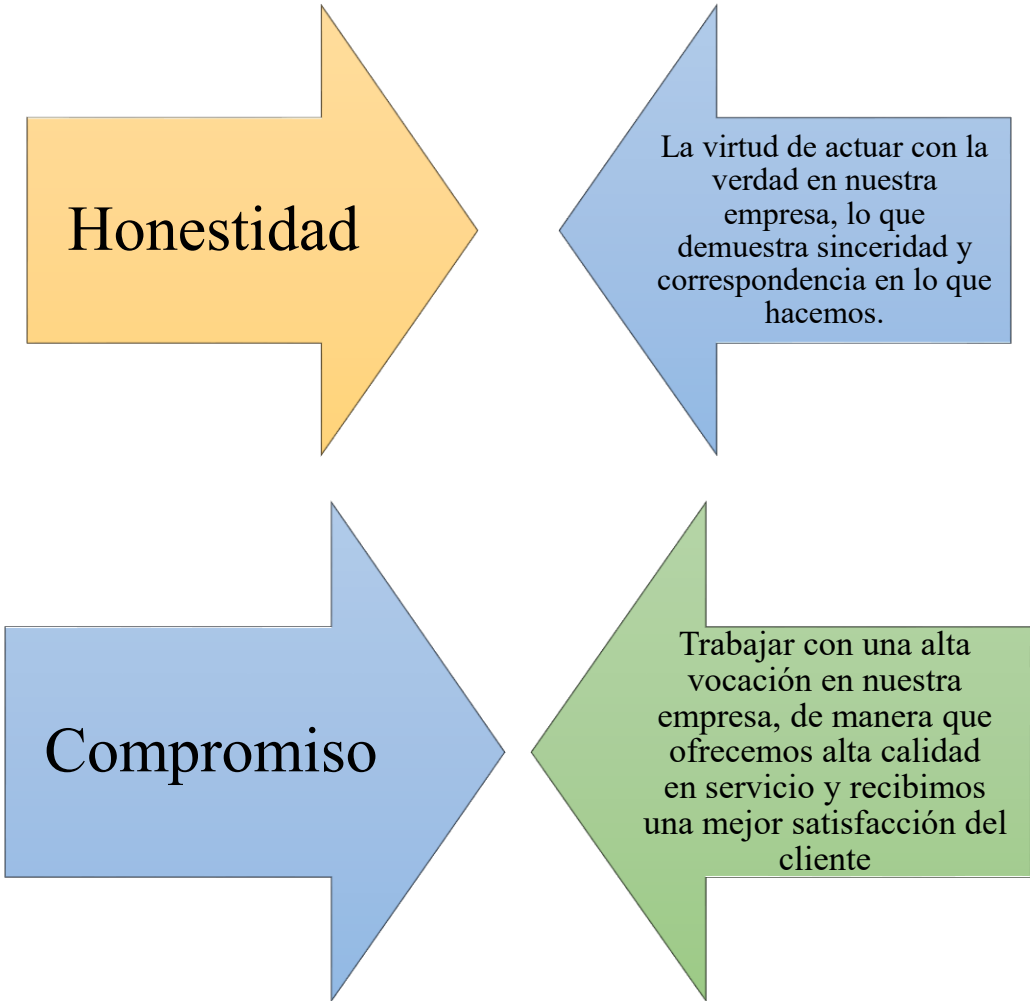 Honestidad
La virtud de actuar con la
verdad en nuestra
empresa, lo que
demuestra sinceridad y
correspondencia en lo que
hacemos.
Compromiso
Trabajar con una alta
vocación en nuestra
empresa, de manera que
ofrecemos alta calidad
en servicio y recibimos
una mejor satisfacción del
cliente